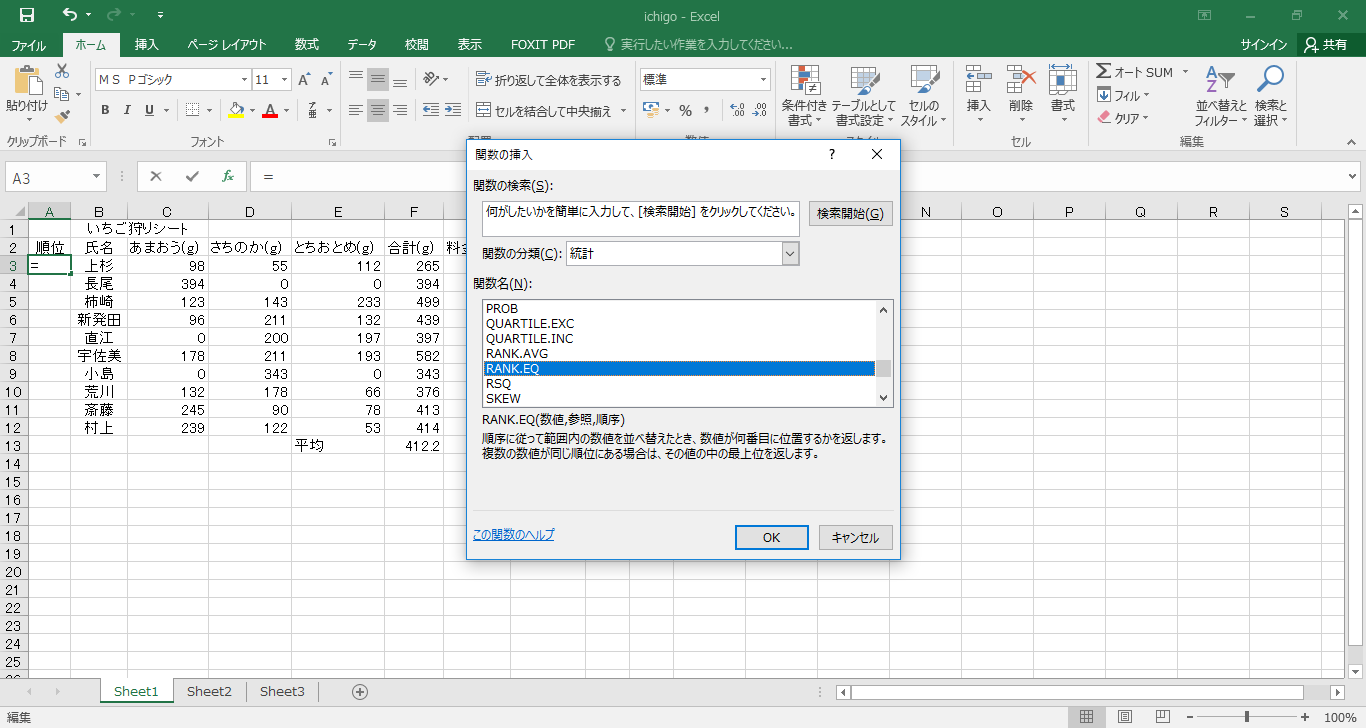 ichigo - Excel
ファイル ホーム 挿入 ページ レイアウト 数式 データ 校閲 表示 FOXIT PDF 実行したい作業を入力してください... サインイン 共有
貼り付け
クリップボード
ＭＳ Ｐゴシック 11
B I U
フォント
折り返して全体を表示する
セルを結合して中央揃え
標準
%
条件付き書式
テーブルとして書式設定
セルのスタイル
挿入 削除 書式
セル
オート SUM
フィル
クリア
並べ替えとフィルター
検索と選択
編集
A3 fx =
A B C D E F N O P Q R S
1 いちご狩りシート
2 順位 氏名 あまおう(g) さちのか(g) とちおとめ(g) 合計(g)
3 = 上杉 98 55 112 265
4 長尾 394 0 0 394
5 柿崎 123 143 233 499
6 新発田 96 211 132 439
7 直江 0 200 197 397
8 宇佐美 178 211 193 582
9 小島 0 343 0 343
10 荒川 132 178 66 376
11 斎藤 245 90 78 413
12 村上 239 122 53 414
13 平均 412.2
14
15
16
17
18
19
20
21
22
23
24
25
関数の挿入 ?
関数の検索(S):
何がしたいかを簡単に入力して、[検索開始] をクリックしてください。
検索開始(G)
関数の分類(C): 統計
関数名(N):
PROB
QUARTILE.EXC
QUARTILE.INC
RANK.AVG
RANK.EQ
RSQ
SKEW
RANK.EQ(数値,参照,順序)
順序に従って範囲内の数値を並べ替えたとき、数値が何番目に位置するかを返します。
複数の数値が同じ順位にある場合は、その値の中の最上位を返します。
この関数のヘルプ
OK キャンセル
Sheet1 Sheet2 Sheet3
編集 100%